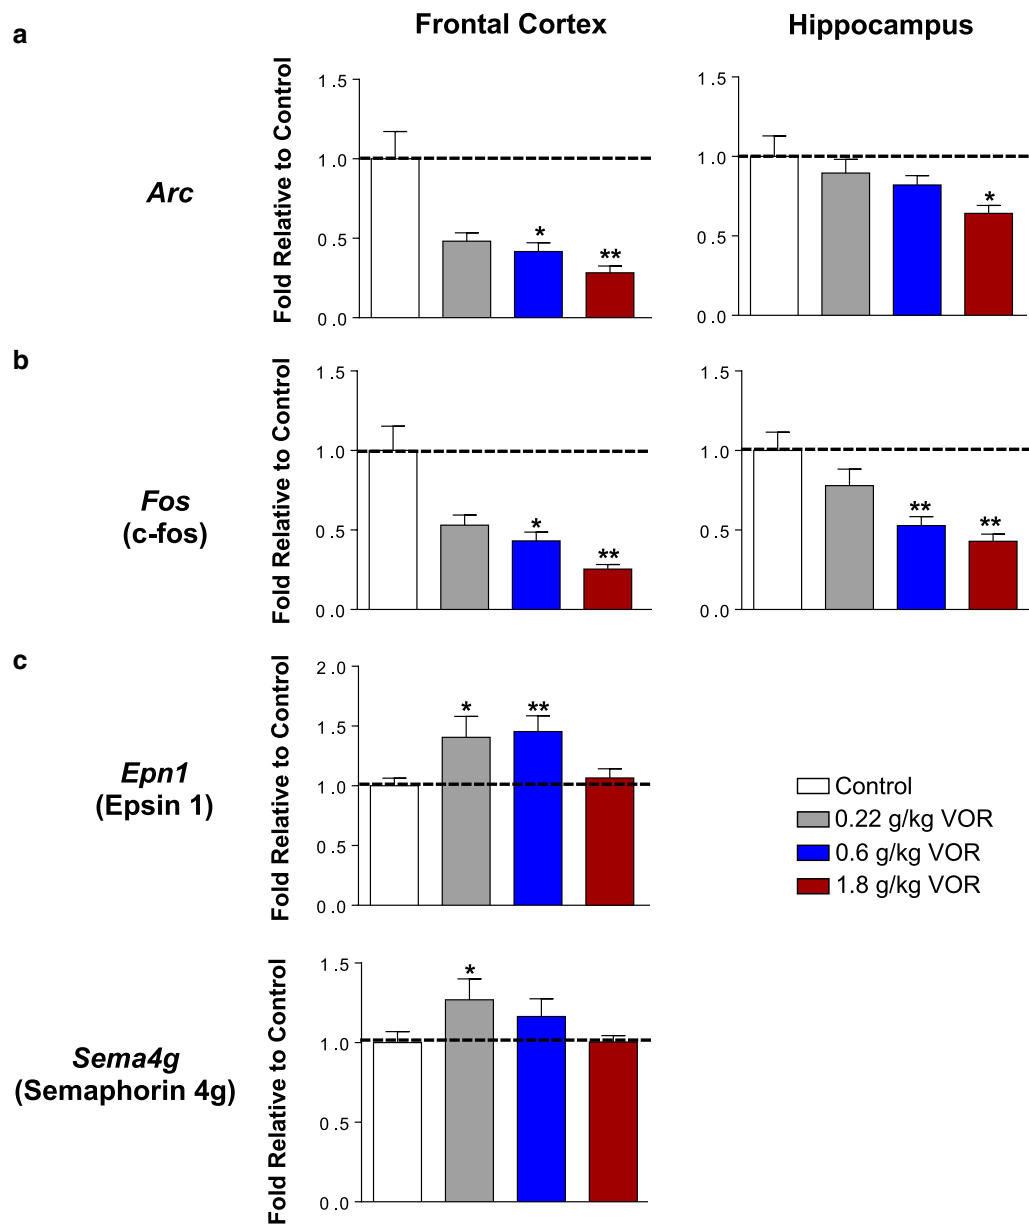 Frontal Cortex
Hippocampus
a
Arc
Fold Relative to Control
1.5
1.0
0.5
0.0
*
**
1.5
1.0
0.5
0.0
*
b
Fos
(c-fos)
Fold Relative to Control
1.5
1.0
0.5
0.0
*
**
1.5
1.0
0.5
0.0
**
**
c
Epn1
(Epsin 1)
Fold Relative to Control
2.0
1.5
1.0
0.5
0.0
*
**
Control
0.22 g/kg VOR
0.6 g/kg VOR
1.8 g/kg VOR
Sema4g
(Semaphorin 4g)
Fold Relative to Control
1.5
1.0
0.5
0.0
*